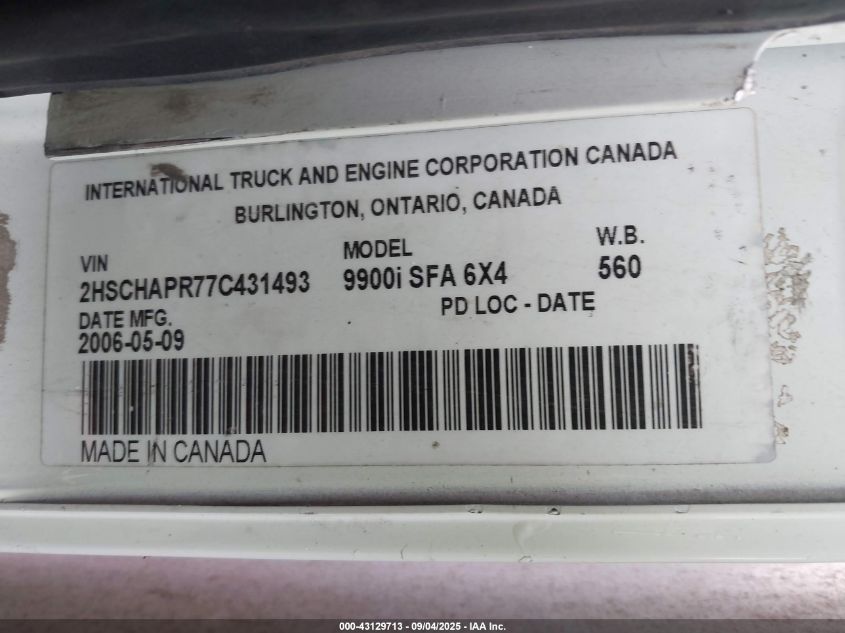 INTERNATIONAL TRUCK AND ENGINE CORPORATION CANADA
BURLINGTON, ONTARIO, CANADA
VIN MODEL W.B.
2HSCHAPR77C431493 9900i SFA 6X4 560
DATE MFG. PD LOC - DATE
2006-05-09
MADE IN CANADA
000-43129713 - 09/04/2025 - IAA Inc.